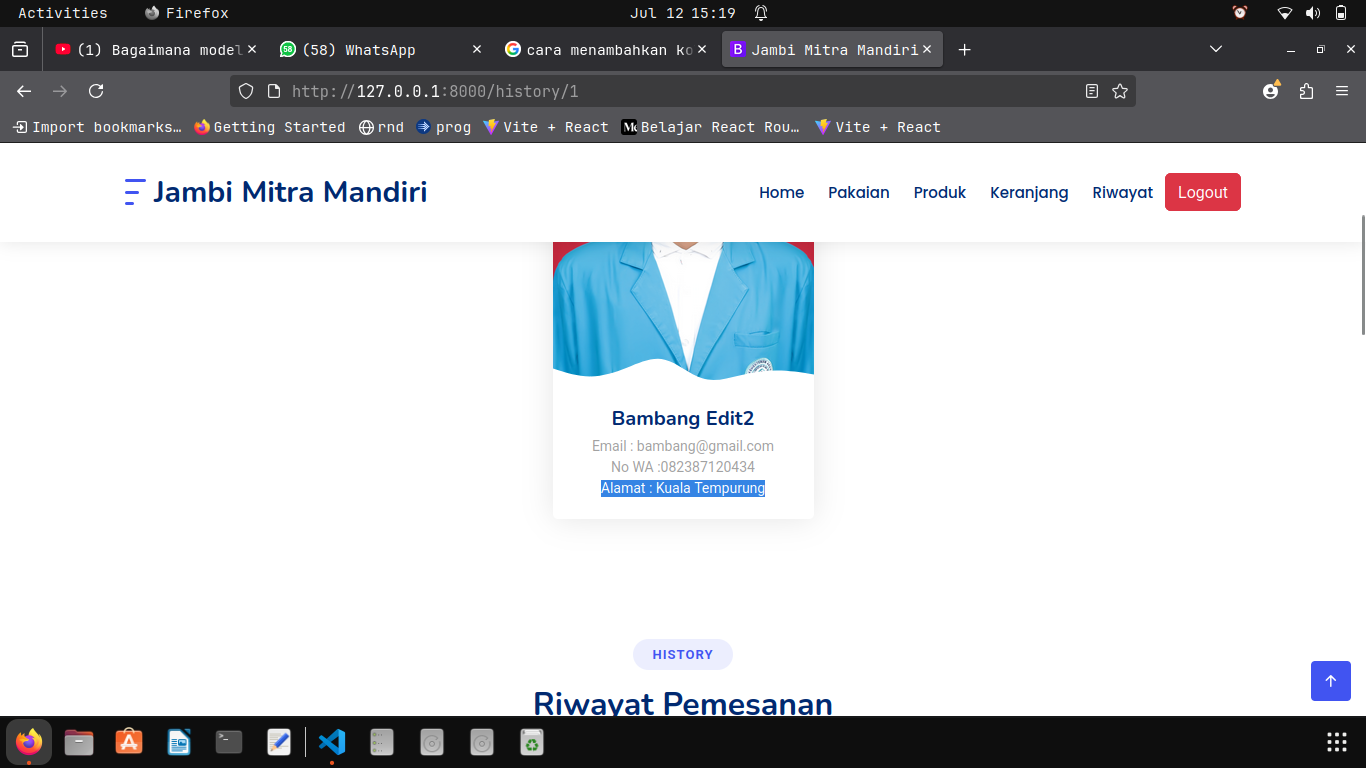 Activities Firefox Jul 12 15:19
(1) Bagaimana model (58) WhatsApp cara menambahkan ko Jambi Mitra Mandiri
http://127.0.0.1:8000/history/1
Import bookmarks… Getting Started rnd prog Vite + React Belajar React Rou… Vite + React
Jambi Mitra Mandiri Home Pakaian Produk Keranjang Riwayat Logout
Bambang Edit2
Email : bambang@gmail.com
No WA :082387120434
Alamat : Kuala Tempurung
HISTORY
Riwayat Pemesanan